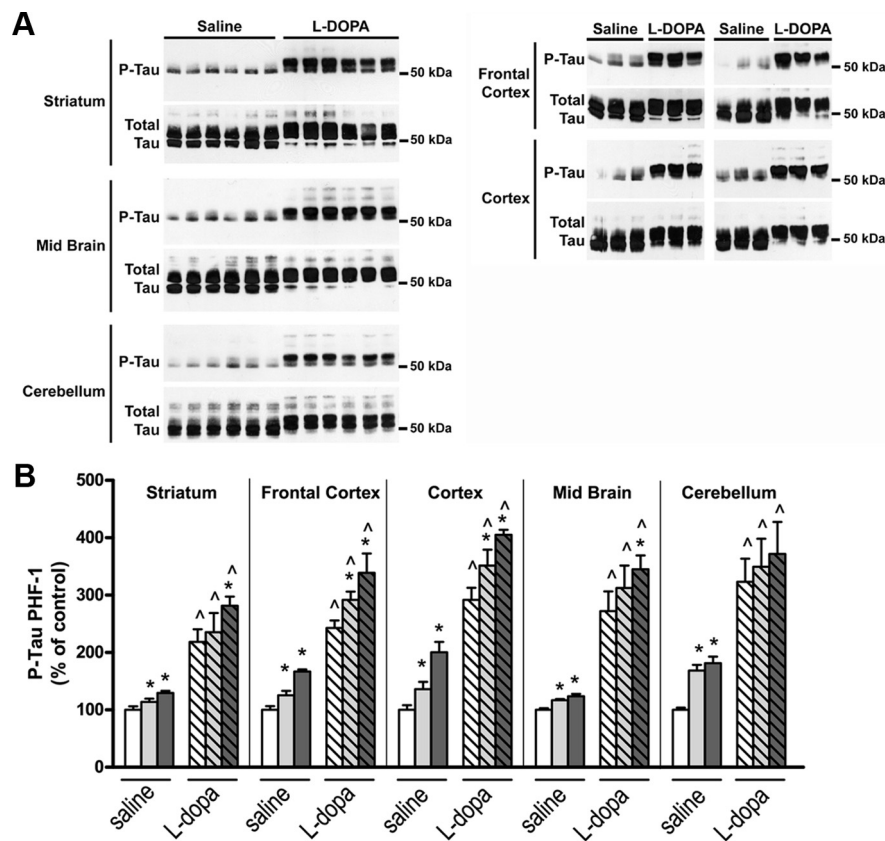 A
Saline L-DOPA
P-Tau
50 kDa
Striatum
Total
Tau
50 kDa
P-Tau
50 kDa
Mid Brain
Total
Tau
50 kDa
P-Tau
50 kDa
Cerebellum
Total
Tau
50 kDa
Saline L-DOPA Saline L-DOPA
P-Tau
50 kDa
Frontal
Cortex
Total
Tau
50 kDa
P-Tau
50 kDa
Cortex
Total
Tau
50 kDa
B
P-Tau PHF-1
(% of control)
500
400
300
200
100
0
Striatum Frontal Cortex Cortex Mid Brain Cerebellum
* * ^ ^ ^ *
* * ^ ^ * ^ *
* * ^ ^ * ^ *
* * ^ ^ ^ *
* * ^ ^ ^
saline L-dopa saline L-dopa saline L-dopa saline L-dopa saline L-dopa